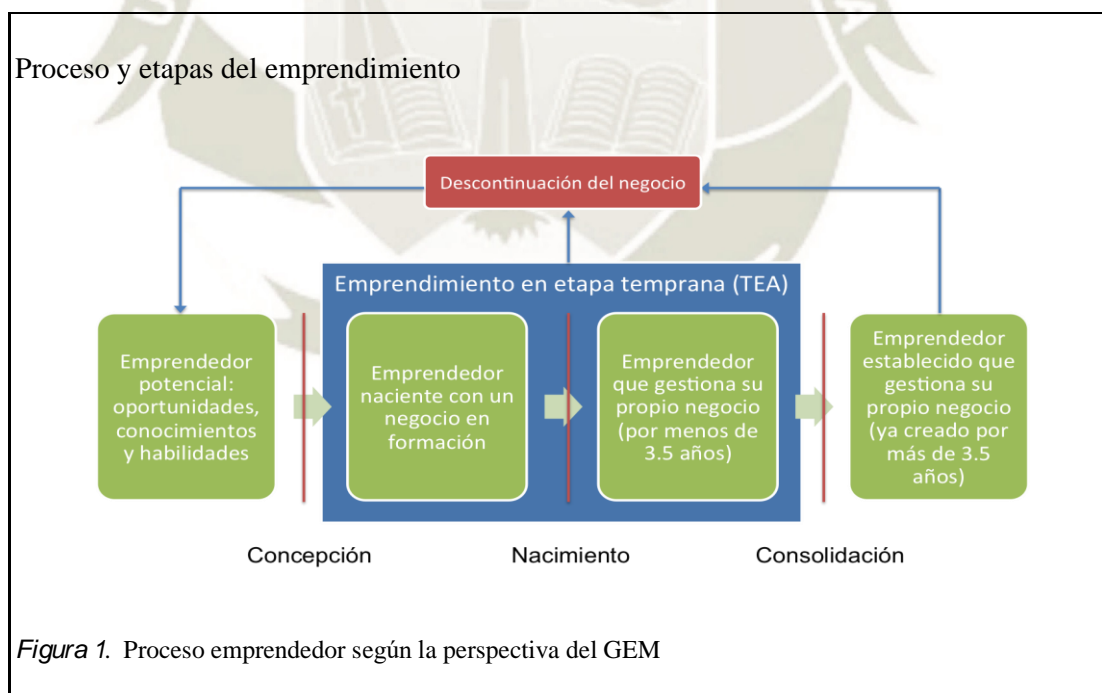 Proceso y etapas del emprendimiento
Descontinuación del negocio
Emprendimiento en etapa temprana (TEA)
Emprendedor
potencial:
oportunidades,
conocimientos
y habilidades
Emprendedor
naciente con un
negocio en
formación
Emprendedor
que gestiona su
propio negocio
(por menos de
3.5 años)
Emprendedor
establecido que
gestiona su
propio negocio
(ya creado por
más de 3.5
años)
Concepción
Nacimiento
Consolidación
Figura 1. Proceso emprendedor según la perspectiva del GEM